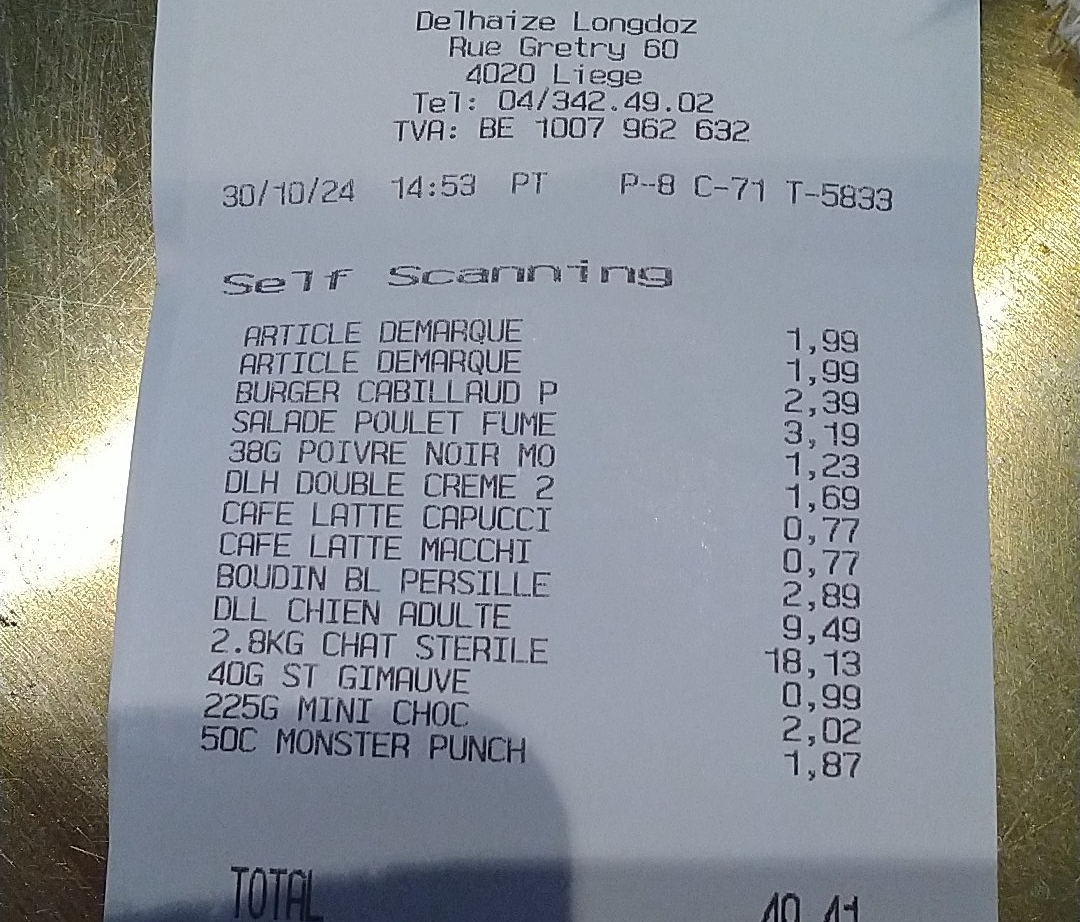 Delhaize Longdoz
Rue Gretry 60
4020 Liege
Tel: 04/342.49.02
TVA: BE 1007 962 632
30/10/24 14:53 PT P-8 C-71 T-5833
Self Scanning
ARTICLE DEMARQUE 1,99
ARTICLE DEMARQUE 1,99
BURGER CABILLAUD P 2,39
SALADE POULET FUME 3,19
38G POIVRE NOIR MO 1,23
DLH DOUBLE CREME 2 1,69
CAFE LATTE CAPUCCI 0,77
CAFE LATTE MACCHI 0,77
BOUDIN BL PERSILLE 2,89
DLL CHIEN ADULTE 9,49
2.8KG CHAT STERILE 18,13
40G ST GIMAUVE 0,99
225G MINI CHOC 2,02
50C MONSTER PUNCH 1,87
TOTAL 49,41